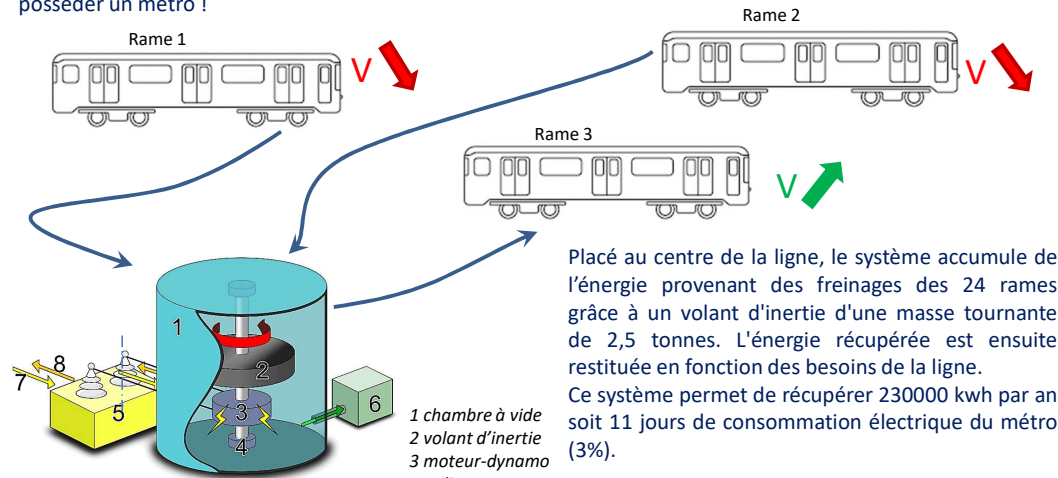 posséder un métro !
Rame 1
V
Rame 2
V
Rame 3
V
Placé au centre de la ligne, le système accumule de
l’énergie provenant des freinages des 24 rames
grâce à un volant d'inertie d'une masse tournante
de 2,5 tonnes. L'énergie récupérée est ensuite
restituée en fonction des besoins de la ligne.
Ce système permet de récupérer 230000 kwh par an
soit 11 jours de consommation électrique du métro
(3%).
1
2
3
4
5
6
7
8
1 chambre à vide
2 volant d’inertie
3 moteur-dynamo